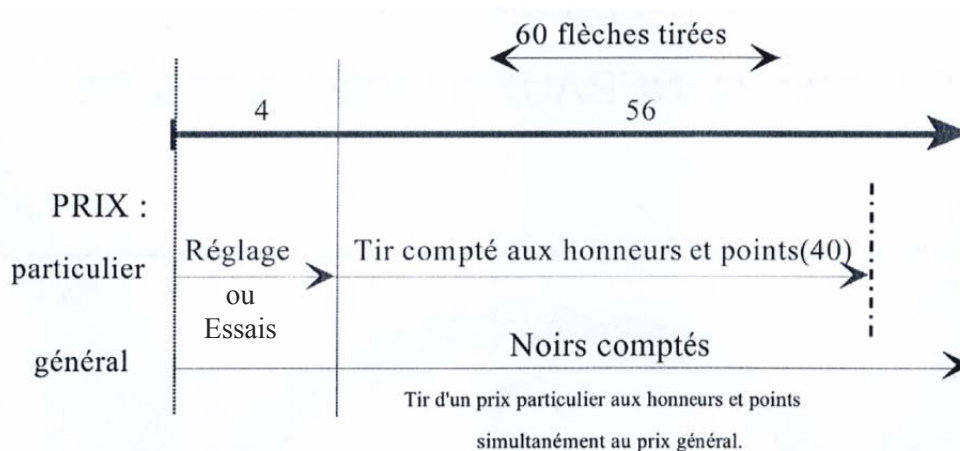 60 flèches tirées
4 56
PRIX :
particulier Réglage Tir compté aux honneurs et points(40)
ou
Essais
général Noirs comptés
Tir d'un prix particulier aux honneurs et points
simultanément au prix général.